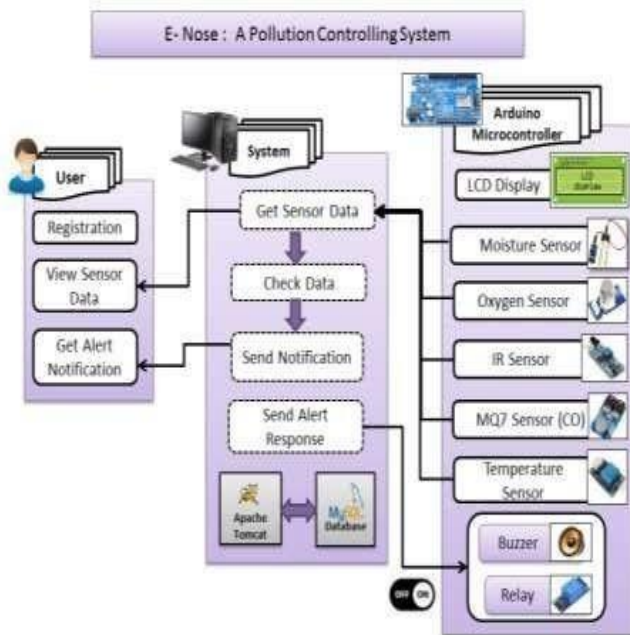 E- Nose : A Pollution Controlling System
User
Registration
View Sensor
Data
Get Alert
Notification
System
Get Sensor Data
Check Data
Send Notification
Send Alert
Response
Apache
Tomcat
MySQL
Database
Arduino
Microcontroller
LCD Display
LCD
display
Moisture Sensor
Oxygen Sensor
IR Sensor
MQ7 Sensor (CO)
Temperature
Sensor
Buzzer
Relay
OFF ON